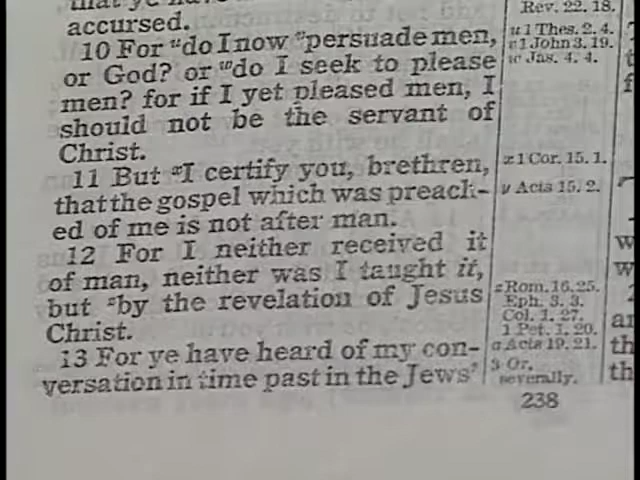 accursed.
10 For ᵘdo I now ᵛpersuade men,
or God? or ʷdo I seek to please
men? for if I yet pleased men, I
should not be the servant of
Christ.
11 But ˣI certify you, brethren,
that the gospel which was preach-
ed of me is not after man.
12 For I neither received it
of man, neither was I taught it,
but ᶻby the revelation of Jesus
Christ.
13 For ye have heard of my con-
versation in time past in the Jews'
Rev. 22. 18.
u 1 Thes. 2. 4.
v 1 John 3. 19.
w Jas. 4. 4.
x 1 Cor. 15. 1.
y Acts 15. 2.
z Rom. 16. 25.
Eph. 3. 3.
Col. 1. 27.
1 Pet. 1. 20.
a Acts 19. 21.
3 Or,
severally.
238